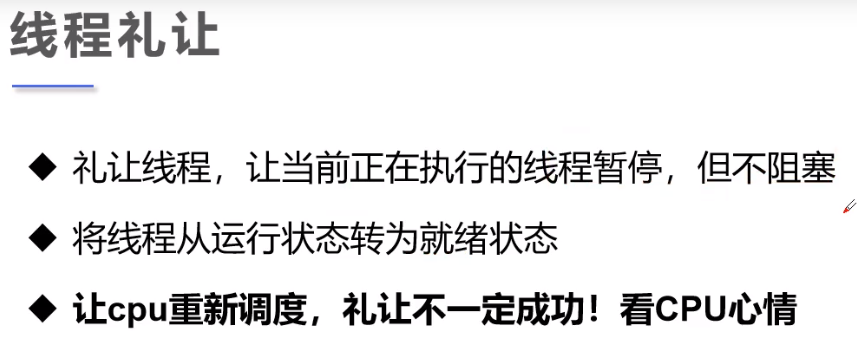 线程礼让
◆ 礼让线程，让当前正在执行的线程暂停，但不阻塞
◆ 将线程从运行状态转为就绪状态
◆ 让cpu重新调度，礼让不一定成功！看CPU心情